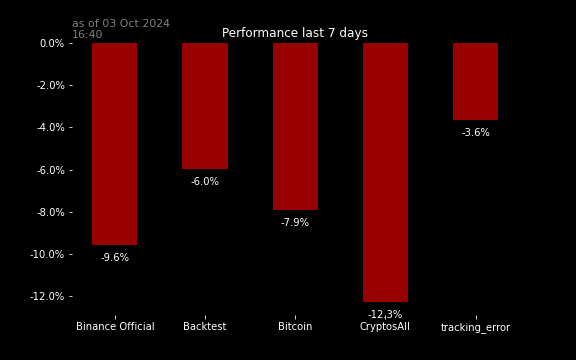 as of 03 Oct 2024
16:40
Performance last 7 days
0.0%
-2.0%
-4.0%
-6.0%
-8.0%
-10.0%
-12.0%
-9.6%
-6.0%
-7.9%
-12.3%
-3.6%
Binance Official
Backtest
Bitcoin
CryptosAll
tracking_error